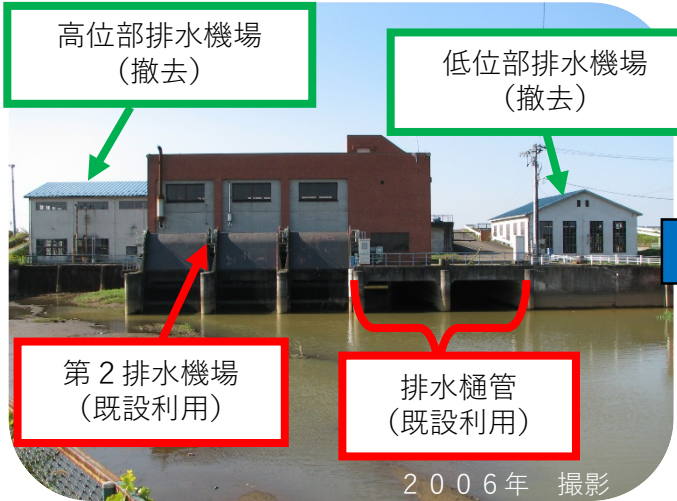 高位部排水機場
（撤去）
低位部排水機場
（撤去）
第２排水機場
（既設利用）
排水樋管
（既設利用）
２００６年　撮影